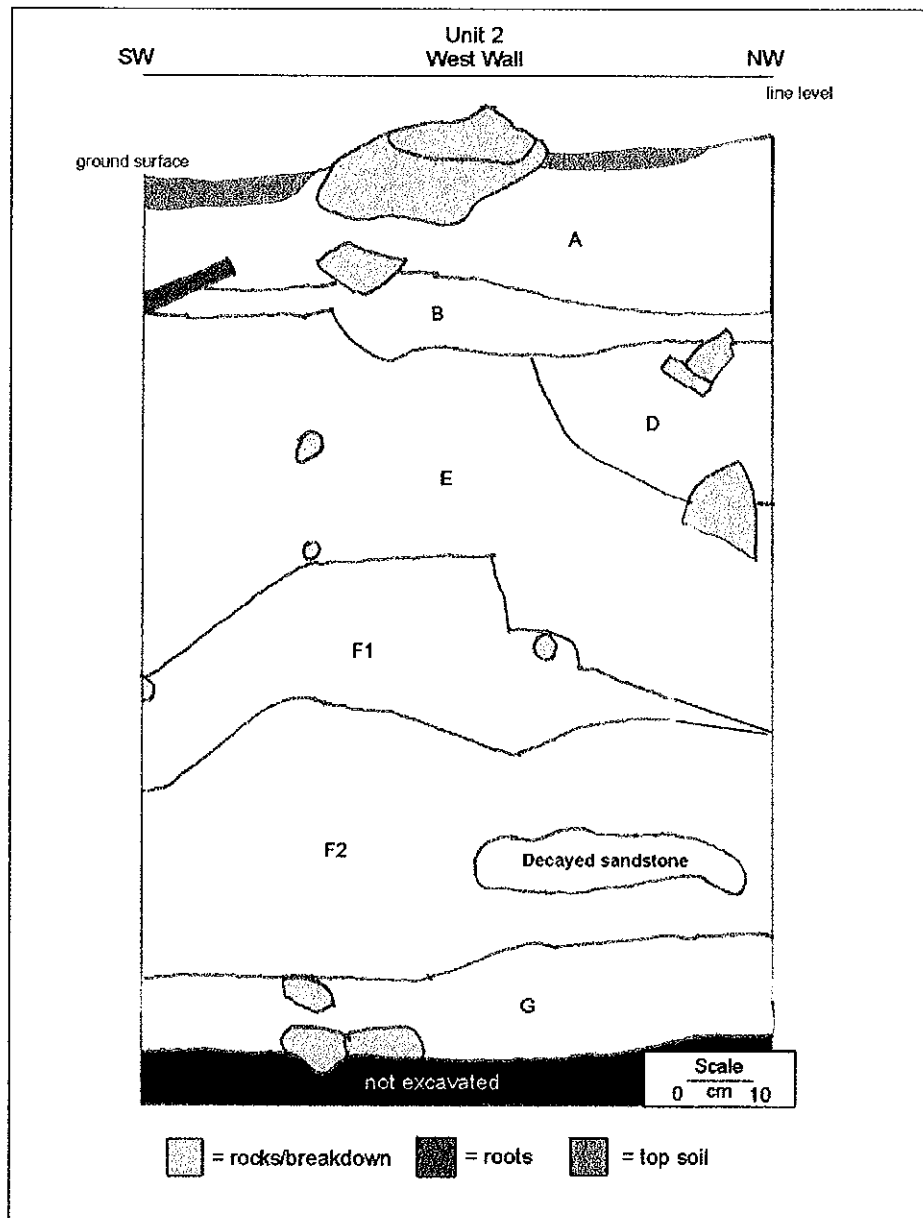 Unit 2
SW West Wall NW
line level
ground surface
A
B
D
E
F1
F2 Decayed sandstone
G
not excavated
Scale
0 cm 10
= rocks/breakdown = roots = top soil